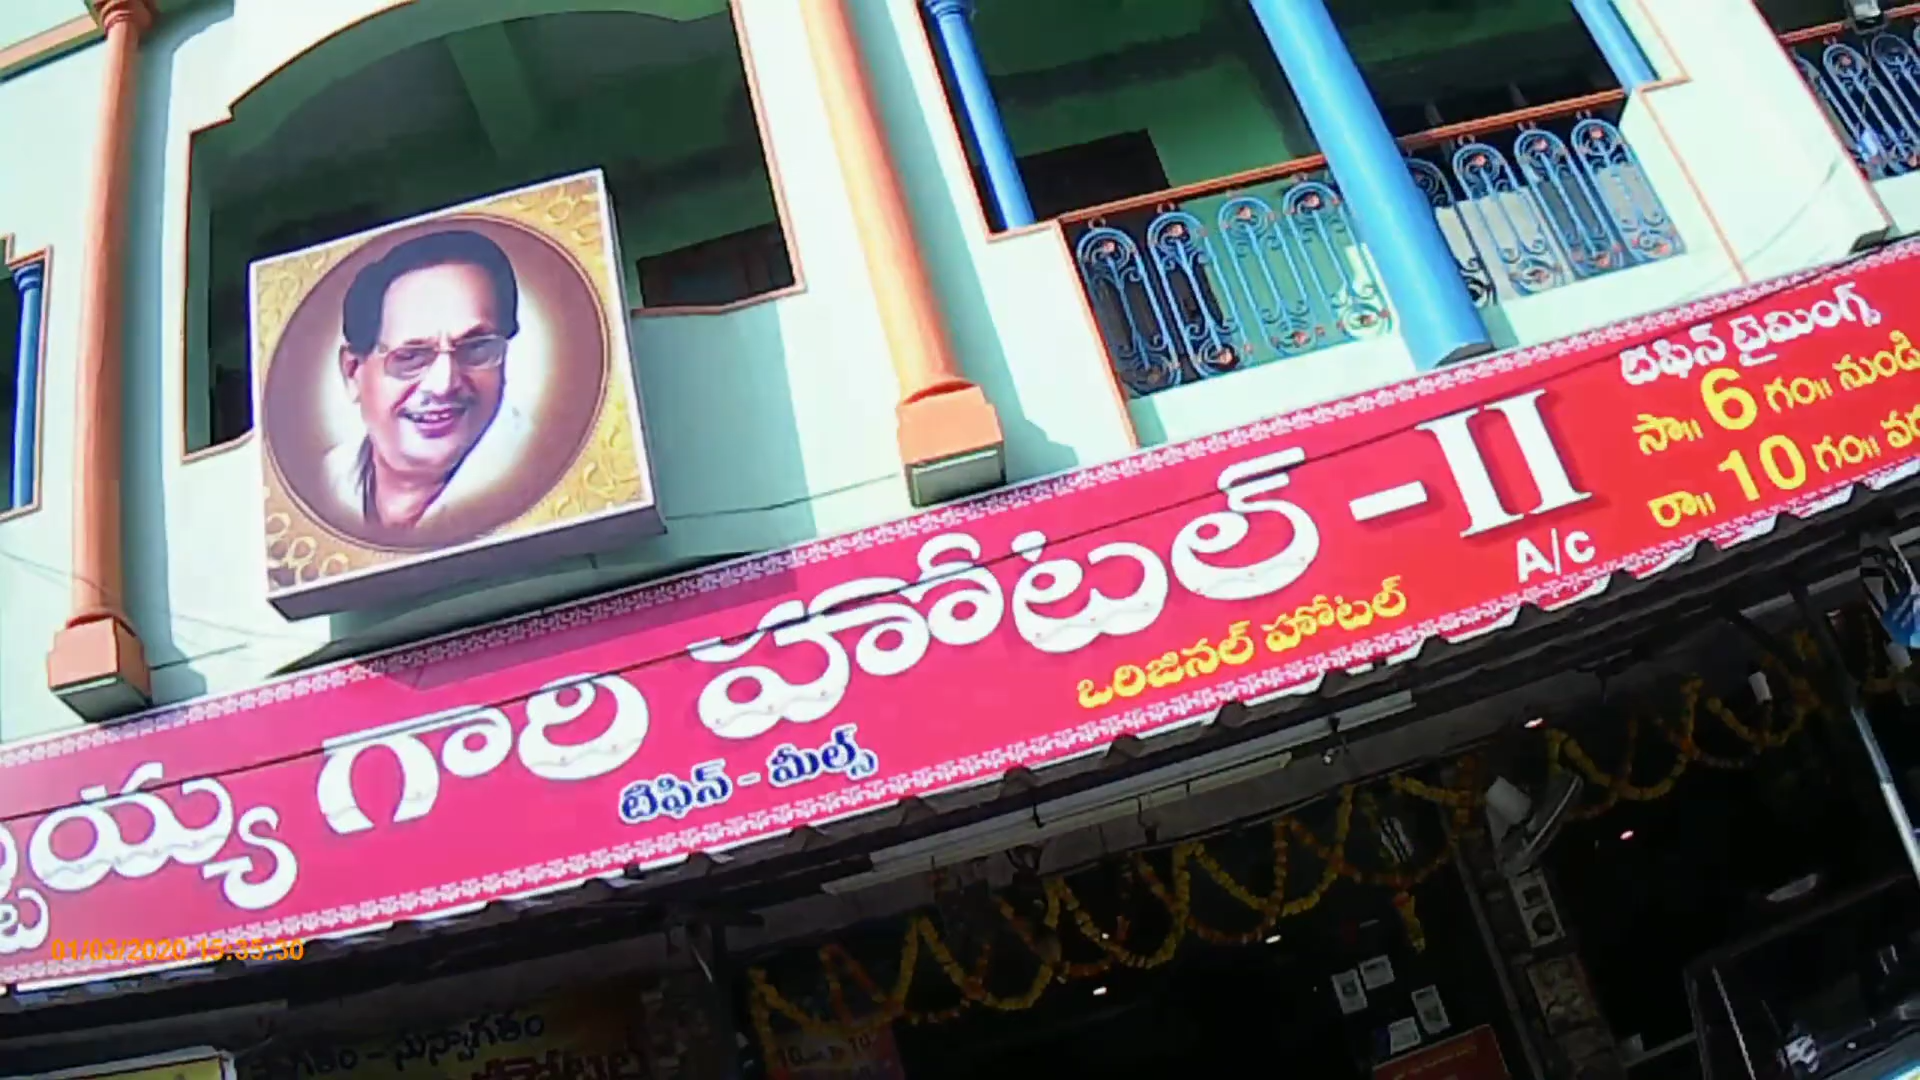 గారి హోటల్ - II
టిఫిన్ - మీల్స్
ఒరిజినల్ హోటల్
A/c
టిఫిన్ టైమింగ్స్
సా॥ 6 గం॥ నుండి
రా॥ 10 గం॥
01/03/2020 15:35:30